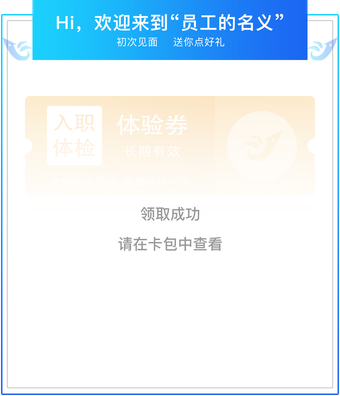 Hi，欢迎来到“员工的名义”
初次见面 送你点好礼
入职
体检
体验券
长期有效
领取成功
请在卡包中查看